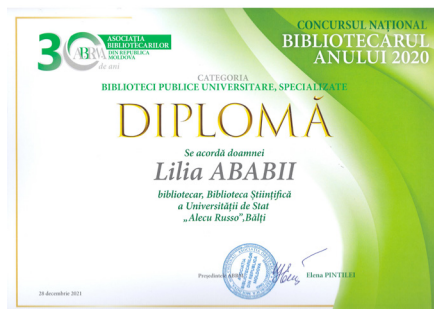 30
de ani
ABRM
ASOCIAȚIA
BIBLIOTECARILOR
DIN REPUBLICA
MOLDOVA
CONCURSUL NAȚIONAL
BIBLIOTECARUL
ANULUI 2020
CATEGORIA
BIBLIOTECI PUBLICE UNIVERSITARE, SPECIALIZATE
DIPLOMĂ
Se acordă doamnei
Lilia ABABII
bibliotecar, Biblioteca Științifică
a Universității de Stat
„Alecu Russo”,Bălți
Elena PINTILEI
20 decembrie 2021